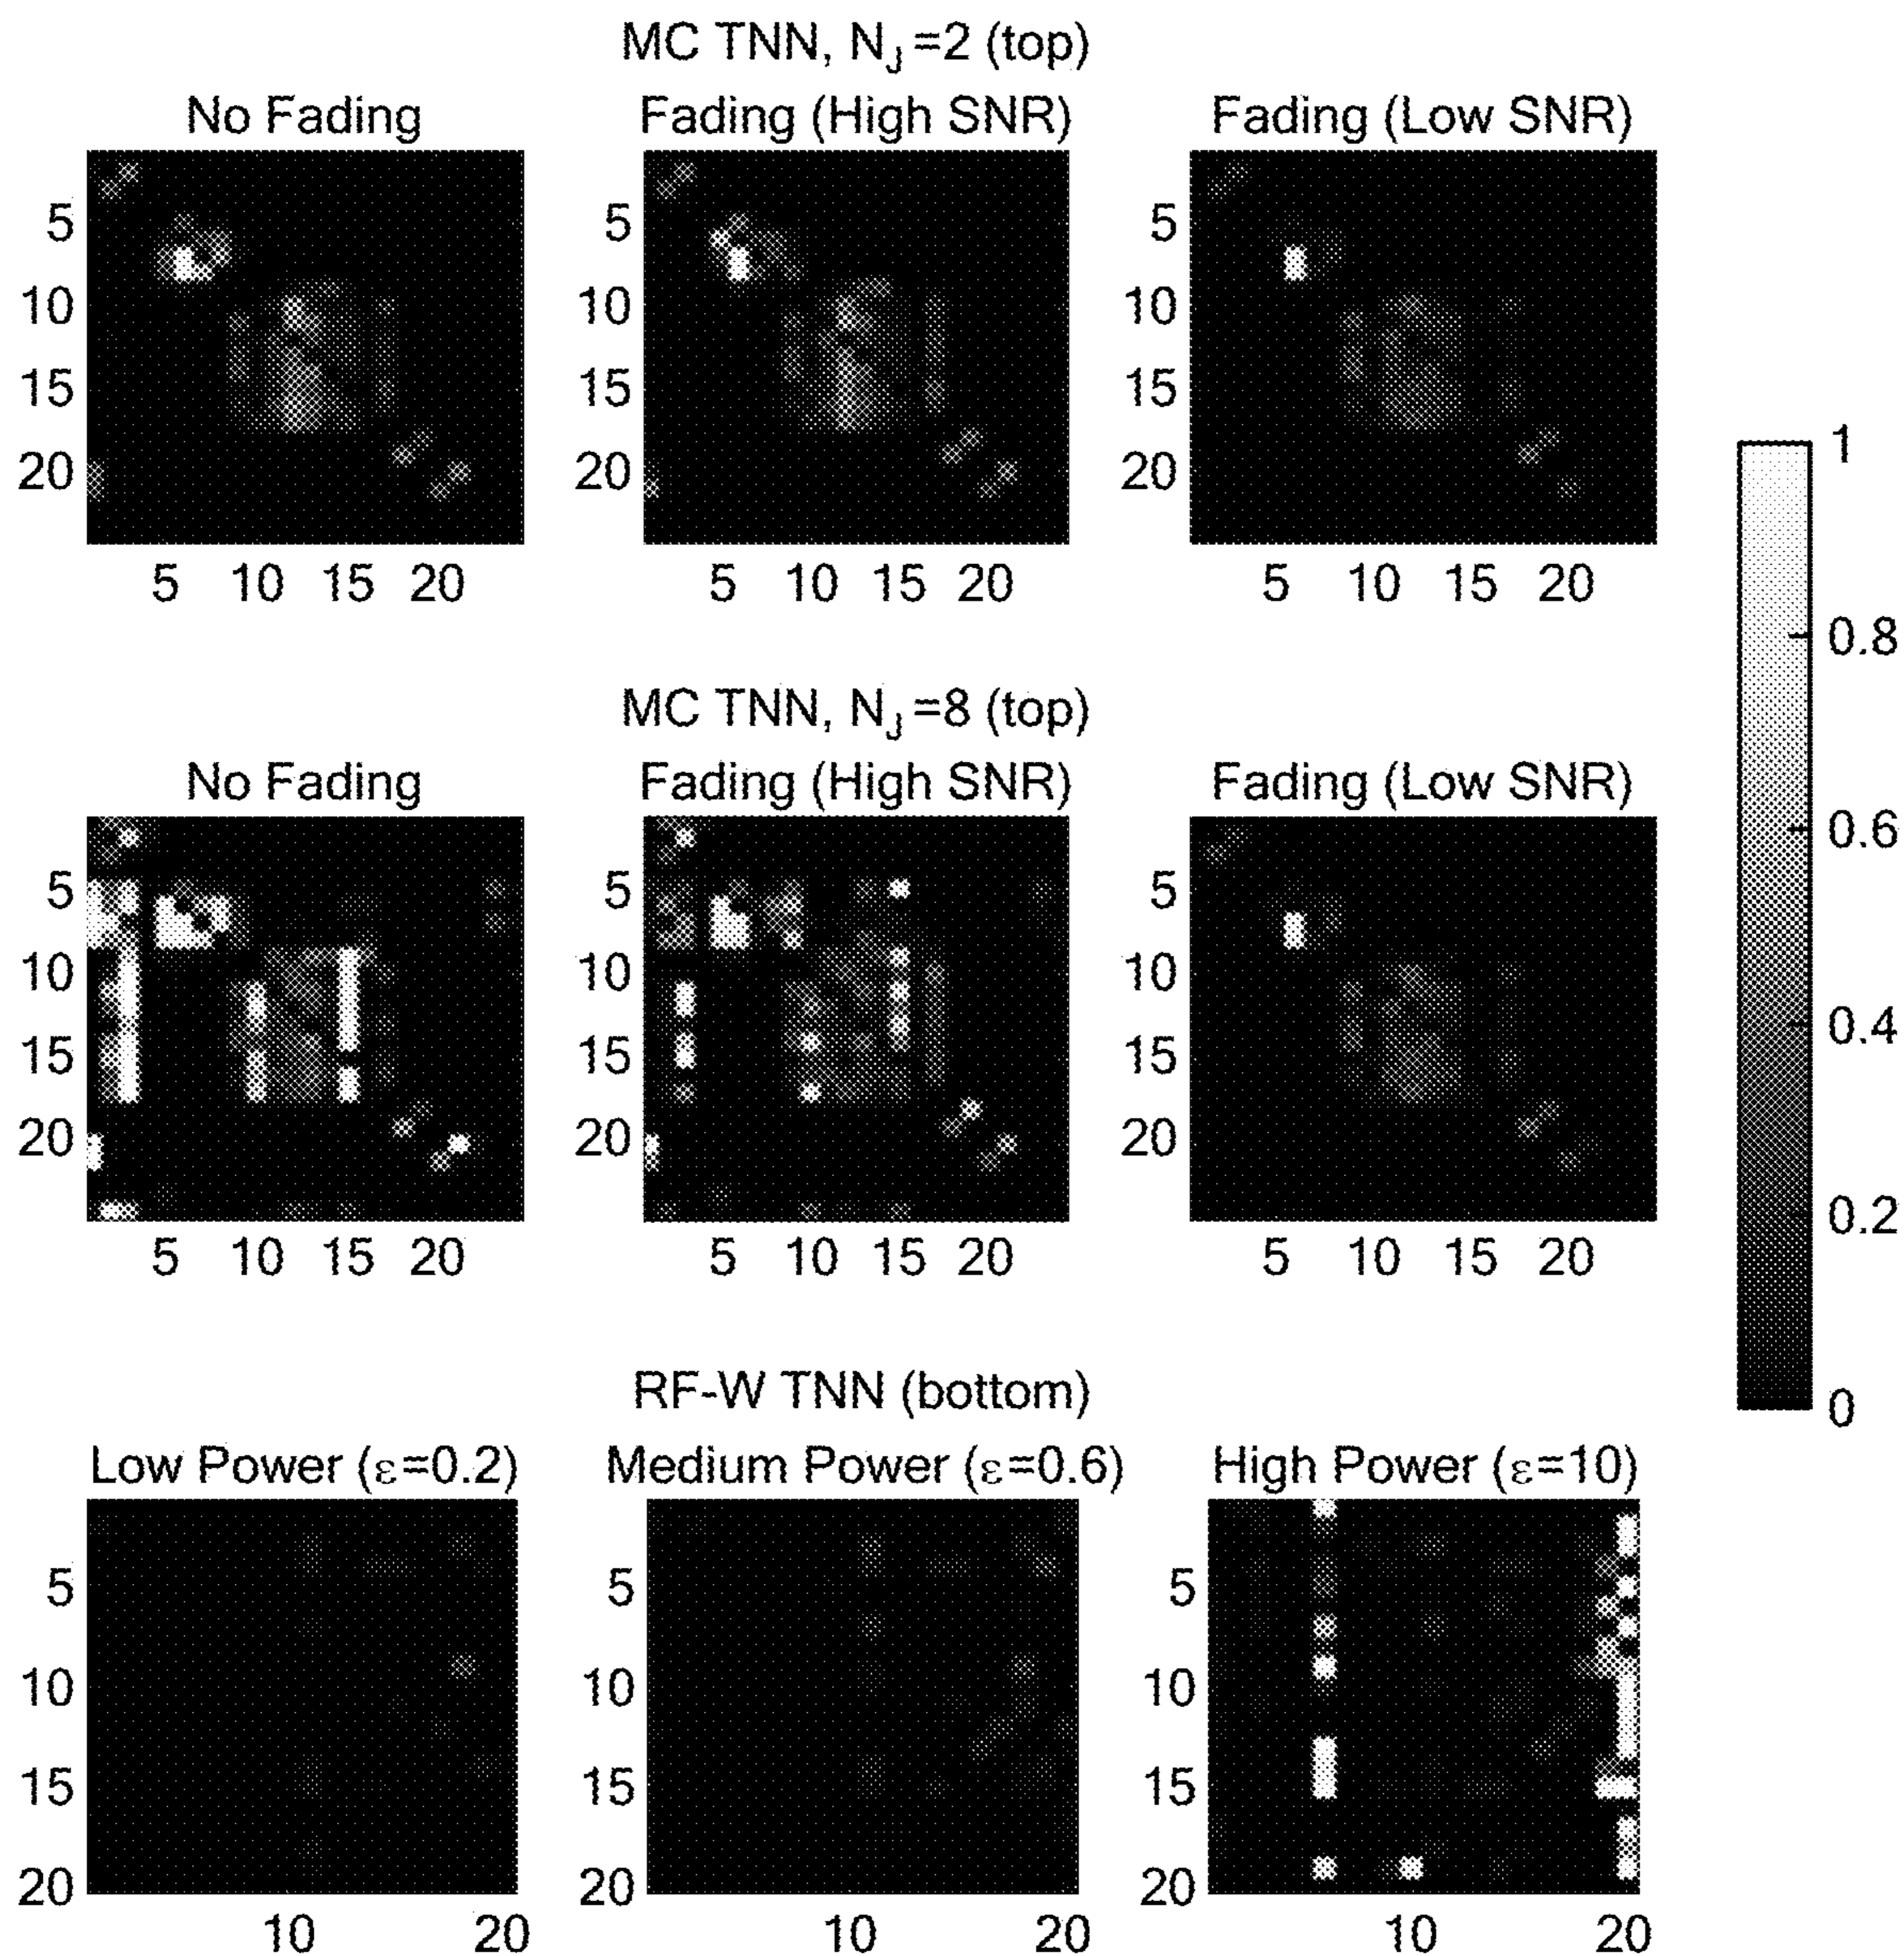 MC TNN, NJ=2 (top)
No Fading
Fading (High SNR)
Fading (Low SNR)
5
10
15
20
5 10 15 20
5
10
15
20
5 10 15 20
5
10
15
20
5 10 15 20
MC TNN, NJ=8 (top)
No Fading
Fading (High SNR)
Fading (Low SNR)
5
10
15
20
5 10 15 20
5
10
15
20
5 10 15 20
5
10
15
20
5 10 15 20
1
0.8
0.6
0.4
0.2
0
RF-W TNN (bottom)
Low Power (ε=0.2)
Medium Power (ε=0.6)
High Power (ε=10)
5
10
15
20
10 20
5
10
15
20
10 20
5
10
15
20
10 20